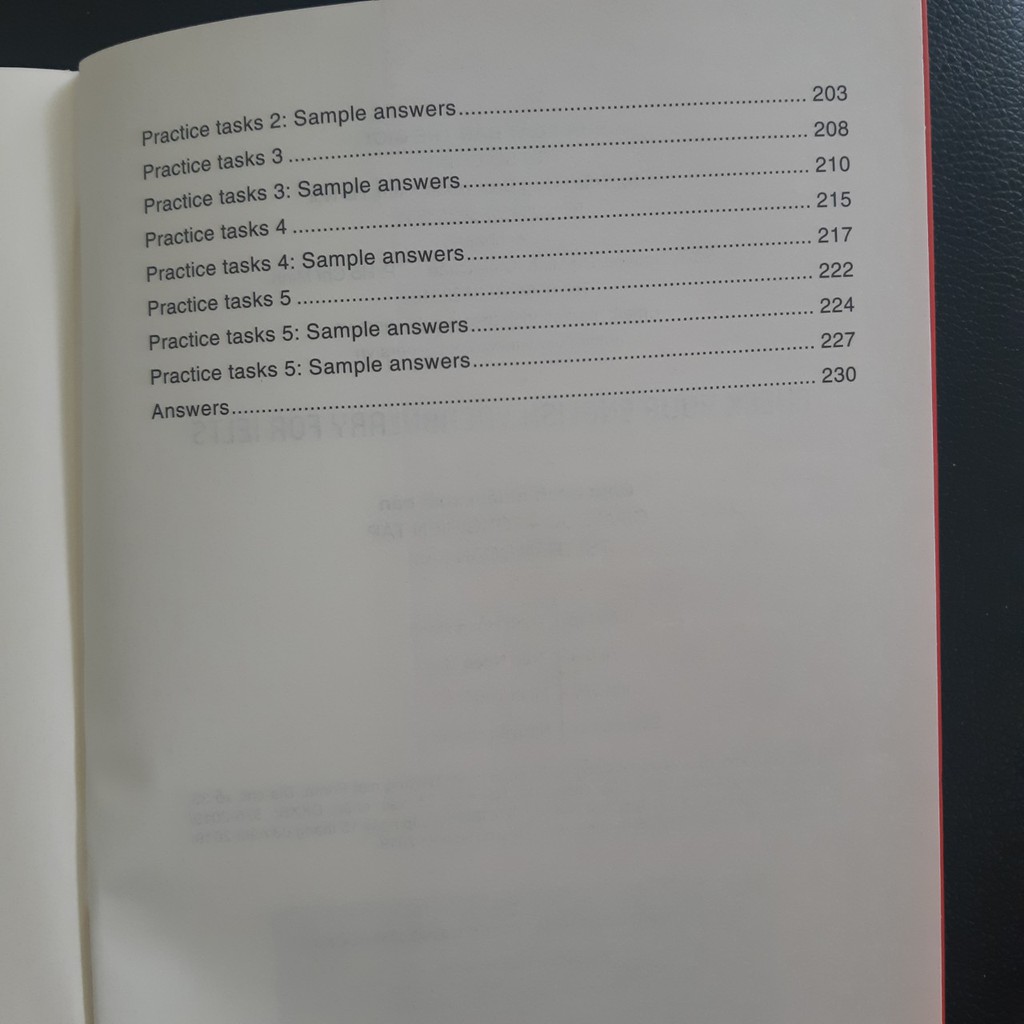 Practice tasks 2: Sample answers.......... 203
Practice tasks 3 .......... 208
Practice tasks 3: Sample answers.......... 210
Practice tasks 4 .......... 215
Practice tasks 4: Sample answers.......... 217
Practice tasks 5 .......... 222
Practice tasks 5: Sample answers.......... 224
Practice tasks 5: Sample answers.......... 227
Answers.......... 230
FOR IELTS